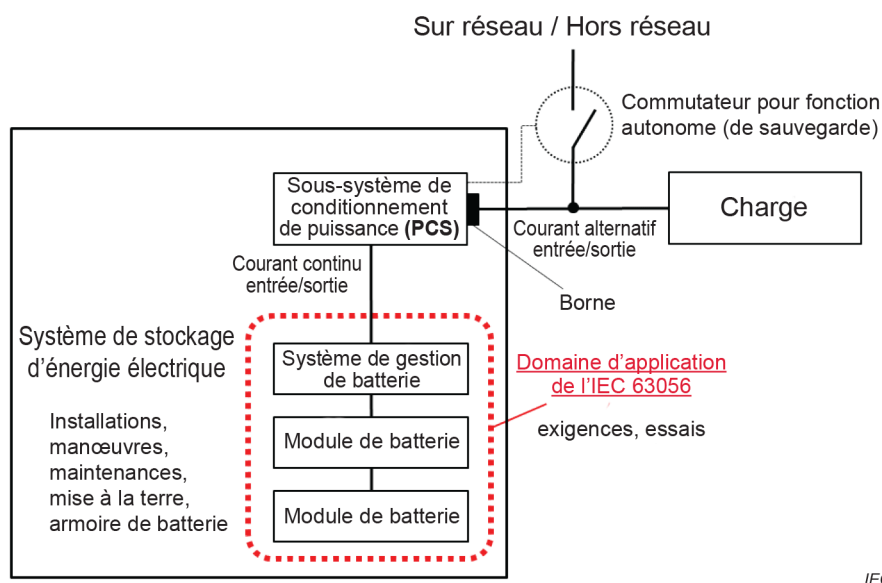 Sur réseau / Hors réseau
Commutateur pour fonction
autonome (de sauvegarde)
Sous-système de
conditionnement
de puissance (PCS)
Charge
Courant alternatif
entrée/sortie
Courant continu
entrée/sortie
Borne
Système de stockage
d’énergie électrique
Système de gestion
de batterie
Domaine d’application
de l’IEC 63056
exigences, essais
Installations,
manœuvres,
maintenances,
mise à la terre,
armoire de batterie
Module de batterie
Module de batterie